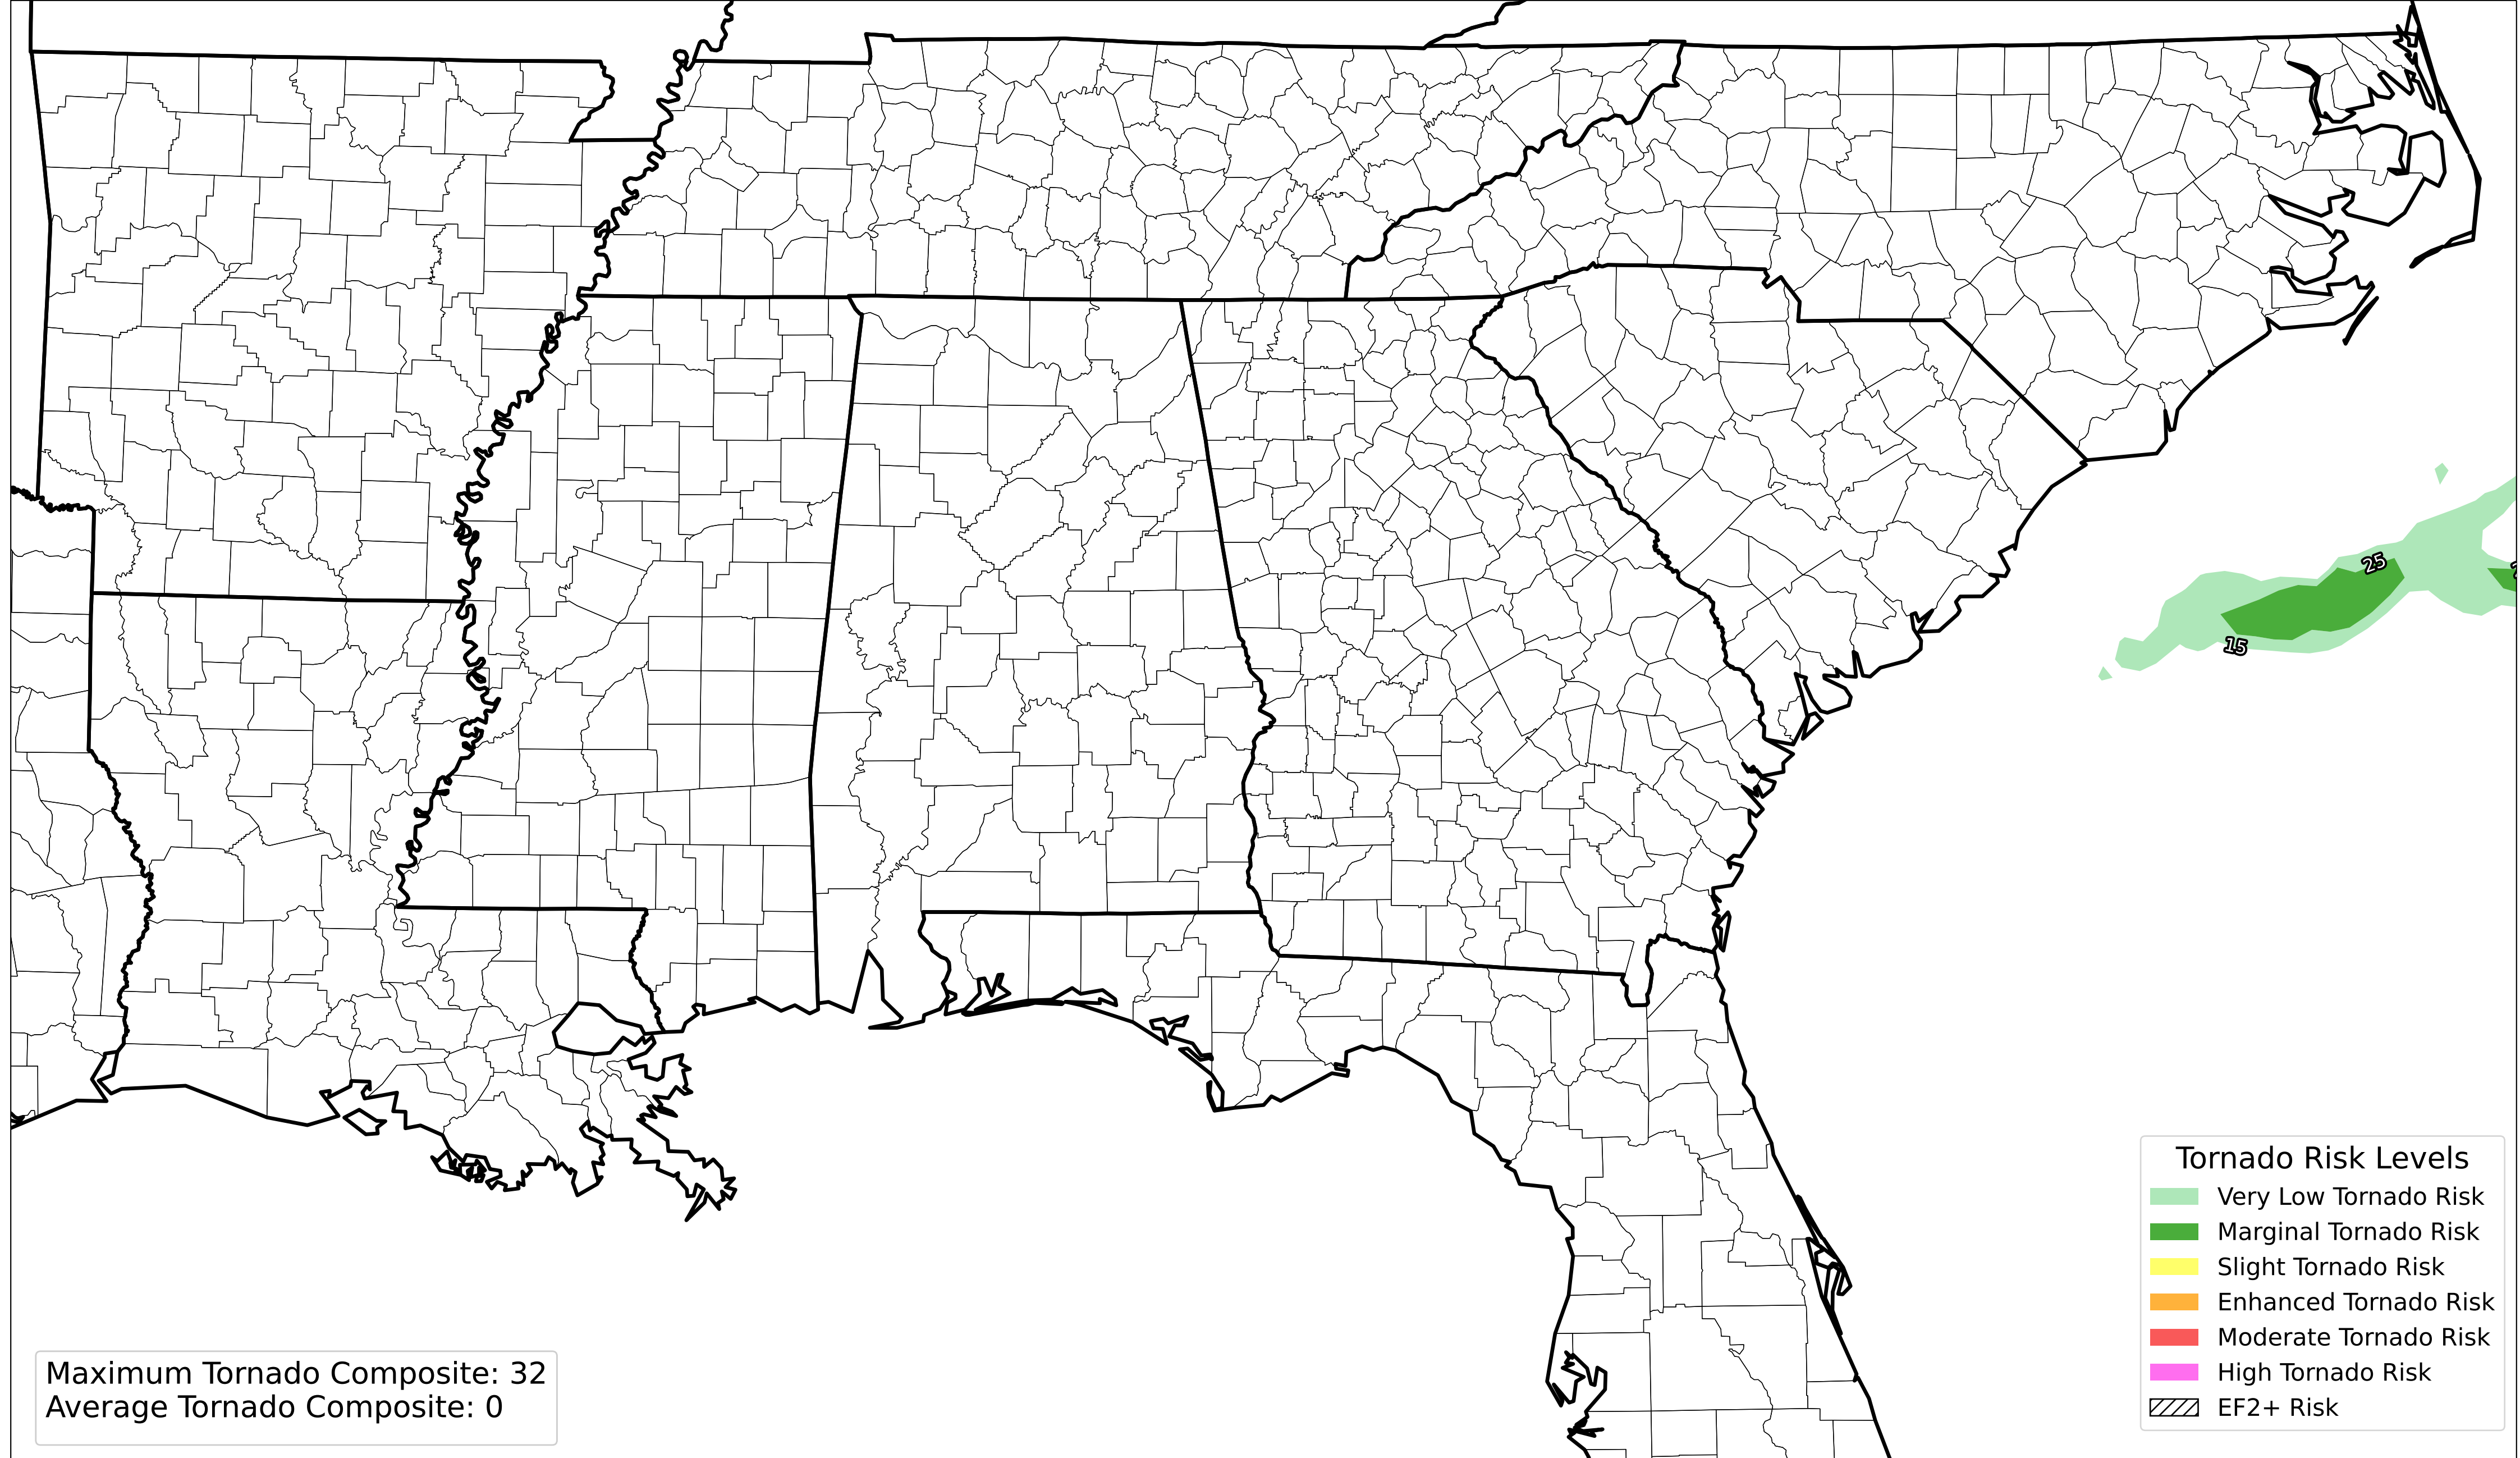 25
15
Tornado Risk Levels
Very Low Tornado Risk
Marginal Tornado Risk
Slight Tornado Risk
Enhanced Tornado Risk
Moderate Tornado Risk
High Tornado Risk
EF2+ Risk
Maximum Tornado Composite: 32
Average Tornado Composite: 0